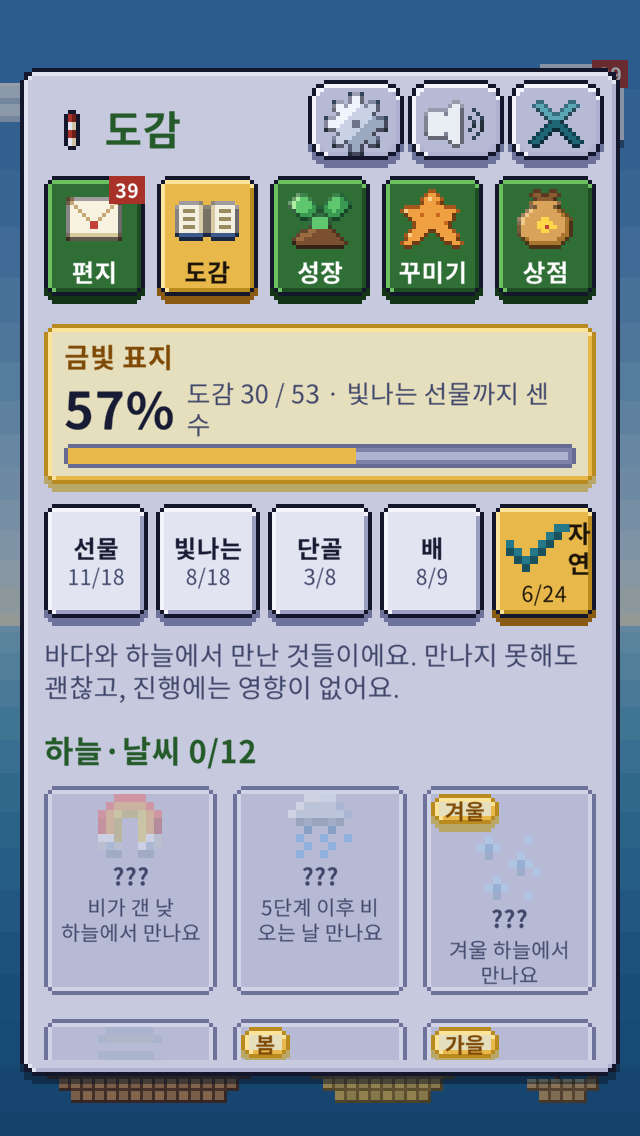 도감
39
편지
도감
성장
꾸미기
상점
금빛 표지
57%
도감 30 / 53 · 빛나는 선물까지 센
수
선물
11/18
빛나는
8/18
단골
3/8
배
8/9
자
연
6/24
바다와 하늘에서 만난 것들이에요. 만나지 못해도
괜찮고, 진행에는 영향이 없어요.
하늘·날씨 0/12
???
비가 갠 낮
하늘에서 만나요
???
5단계 이후 비
오는 날 만나요
겨울
???
겨울 하늘에서
만나요
봄
가을